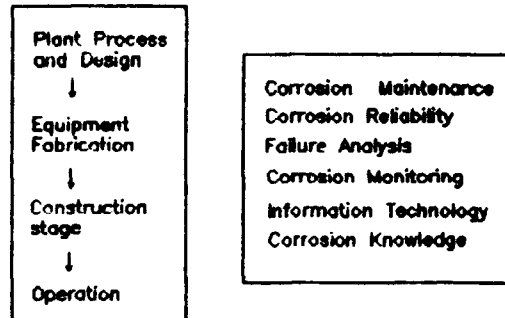 Plant Process
and Design
↓
Equipment
Fabrication
↓
Construction
stage
↓
Operation
Corrosion Maintenance
Corrosion Reliability
Failure Analysis
Corrosion Monitoring
Information Technology
Corrosion Knowledge